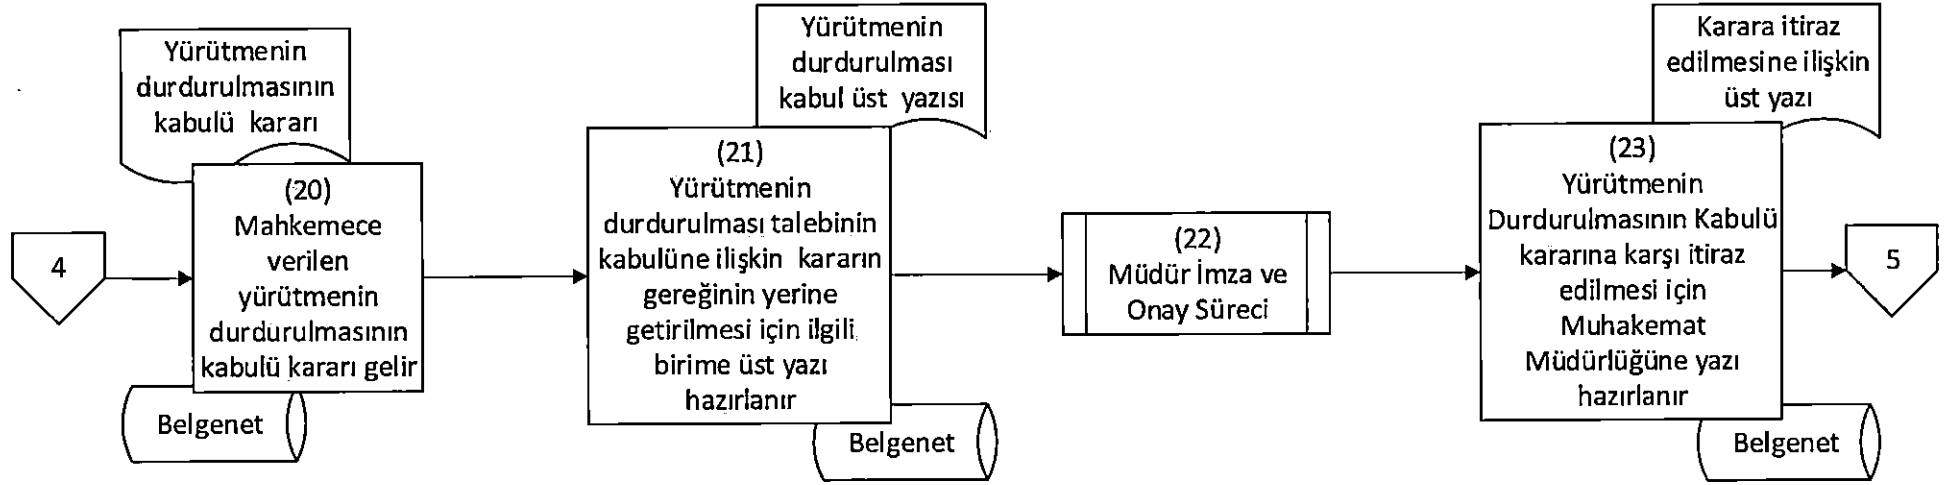 Yürütmenin
durdurulmasının
kabulü kararı
4
(20)
Mahkemece
verilen
yürütmenin
durdurulmasının
kabulü kararı gelir
Belgenet
Yürütmenin
durdurulması
kabul üst yazısı
(21)
Yürütmenin
durdurulması talebinin
kabulüne ilişkin kararın
gereğinin yerine
getirilmesi için ilgili
birime üst yazı
hazırlanır
Belgenet
(22)
Müdür İmza ve
Onay Süreci
Karara itiraz
edilmesine ilişkin
üst yazı
(23)
Yürütmenin
Durdurulmasının Kabulü
kararına karşı itiraz
edilmesi için
Muhakemat
Müdürlüğüne yazı
hazırlanır
Belgenet
5